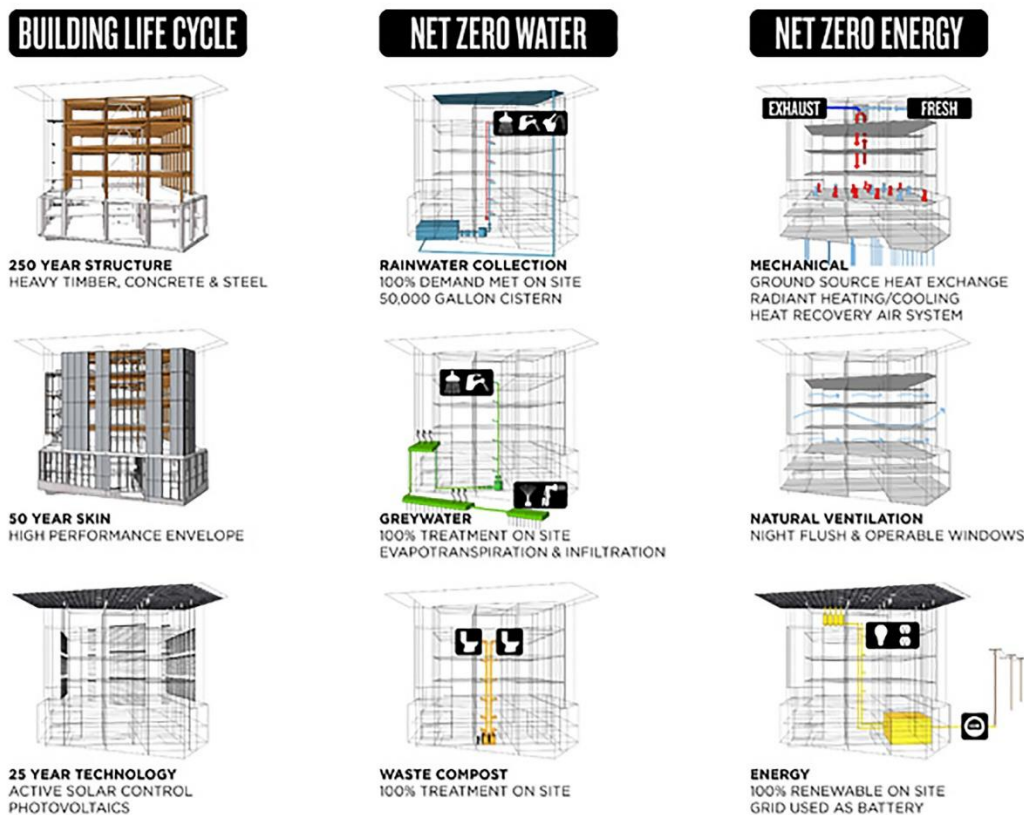 BUILDING LIFE CYCLE
250 YEAR STRUCTURE
HEAVY TIMBER, CONCRETE & STEEL
50 YEAR SKIN
HIGH PERFORMANCE ENVELOPE
25 YEAR TECHNOLOGY
ACTIVE SOLAR CONTROL
PHOTOVOLTAICS
NET ZERO WATER
RAINWATER COLLECTION
100% DEMAND MET ON SITE
50,000 GALLON CISTERN
GREYWATER
100% TREATMENT ON SITE
EVAPOTRANSPIRATION & INFILTRATION
WASTE COMPOST
100% TREATMENT ON SITE
NET ZERO ENERGY
EXHAUST
FRESH
MECHANICAL
GROUND SOURCE HEAT EXCHANGE
RADIANT HEATING/COOLING
HEAT RECOVERY AIR SYSTEM
NATURAL VENTILATION
NIGHT FLUSH & OPERABLE WINDOWS
ENERGY
100% RENEWABLE ON SITE
GRID USED AS BATTERY